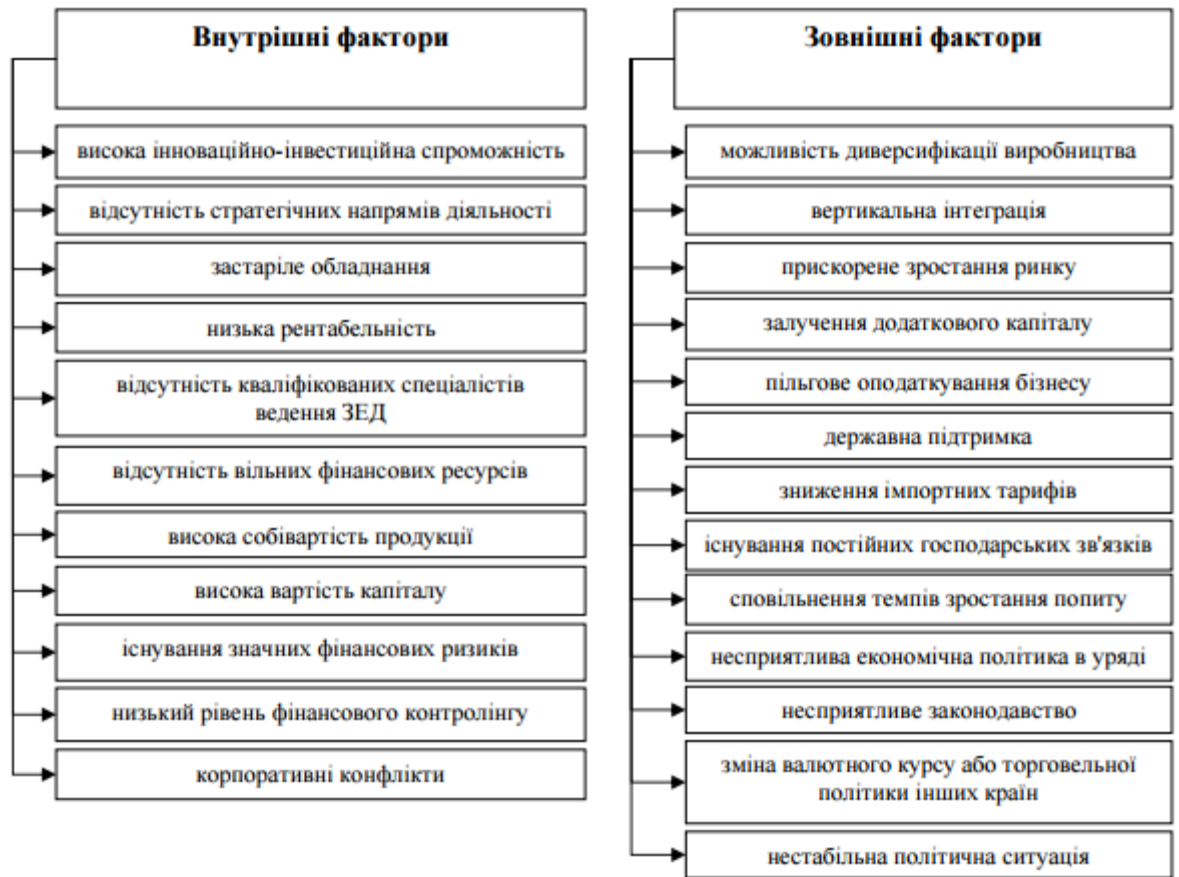 Внутрішні фактори
висока інноваційно-інвестиційна спроможність
відсутність стратегічних напрямів діяльності
застаріле обладнання
низька рентабельність
відсутність кваліфікованих спеціалістів
ведення ЗЕД
відсутність вільних фінансових ресурсів
висока собівартість продукції
висока вартість капіталу
існування значних фінансових ризиків
низький рівень фінансового контролінгу
корпоративні конфлікти
Зовнішні фактори
можливість диверсифікації виробництва
вертикальна інтеграція
прискорене зростання ринку
залучення додаткового капіталу
пільгове оподаткування бізнесу
державна підтримка
зниження імпортних тарифів
існування постійних господарських зв'язків
сповільнення темпів зростання попиту
несприятлива економічна політика в уряді
несприятливе законодавство
зміна валютного курсу або торговельної
політики інших країн
нестабільна політична ситуація